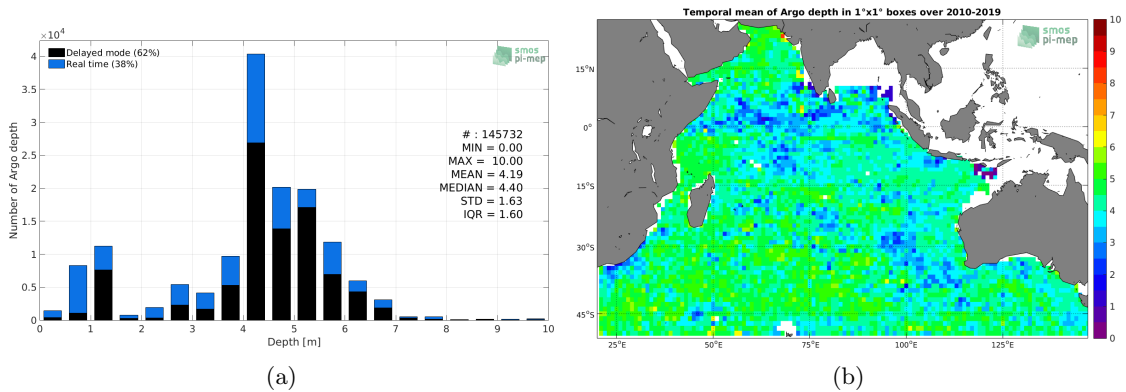 ×10⁴
4
3.5
3
2.5
2
1.5
1
0.5
0
Number of Argo depth
Delayed mode (62%)
Real time (38%)
smos
pi-mep
# : 145732
MIN = 0.00
MAX = 10.00
MEAN = 4.19
MEDIAN = 4.40
STD = 1.63
IQR = 1.60
0 1 2 3 4 5 6 7 8 9 10
Depth [m]
(a)
Temporal mean of Argo depth in 1°x1° boxes over 2010-2019
smos
pi-mep
15°N
0°
15°S
30°S
45°S
25°E 50°E 75°E 100°E 125°E
10
9
8
7
6
5
4
3
2
1
0
(b)